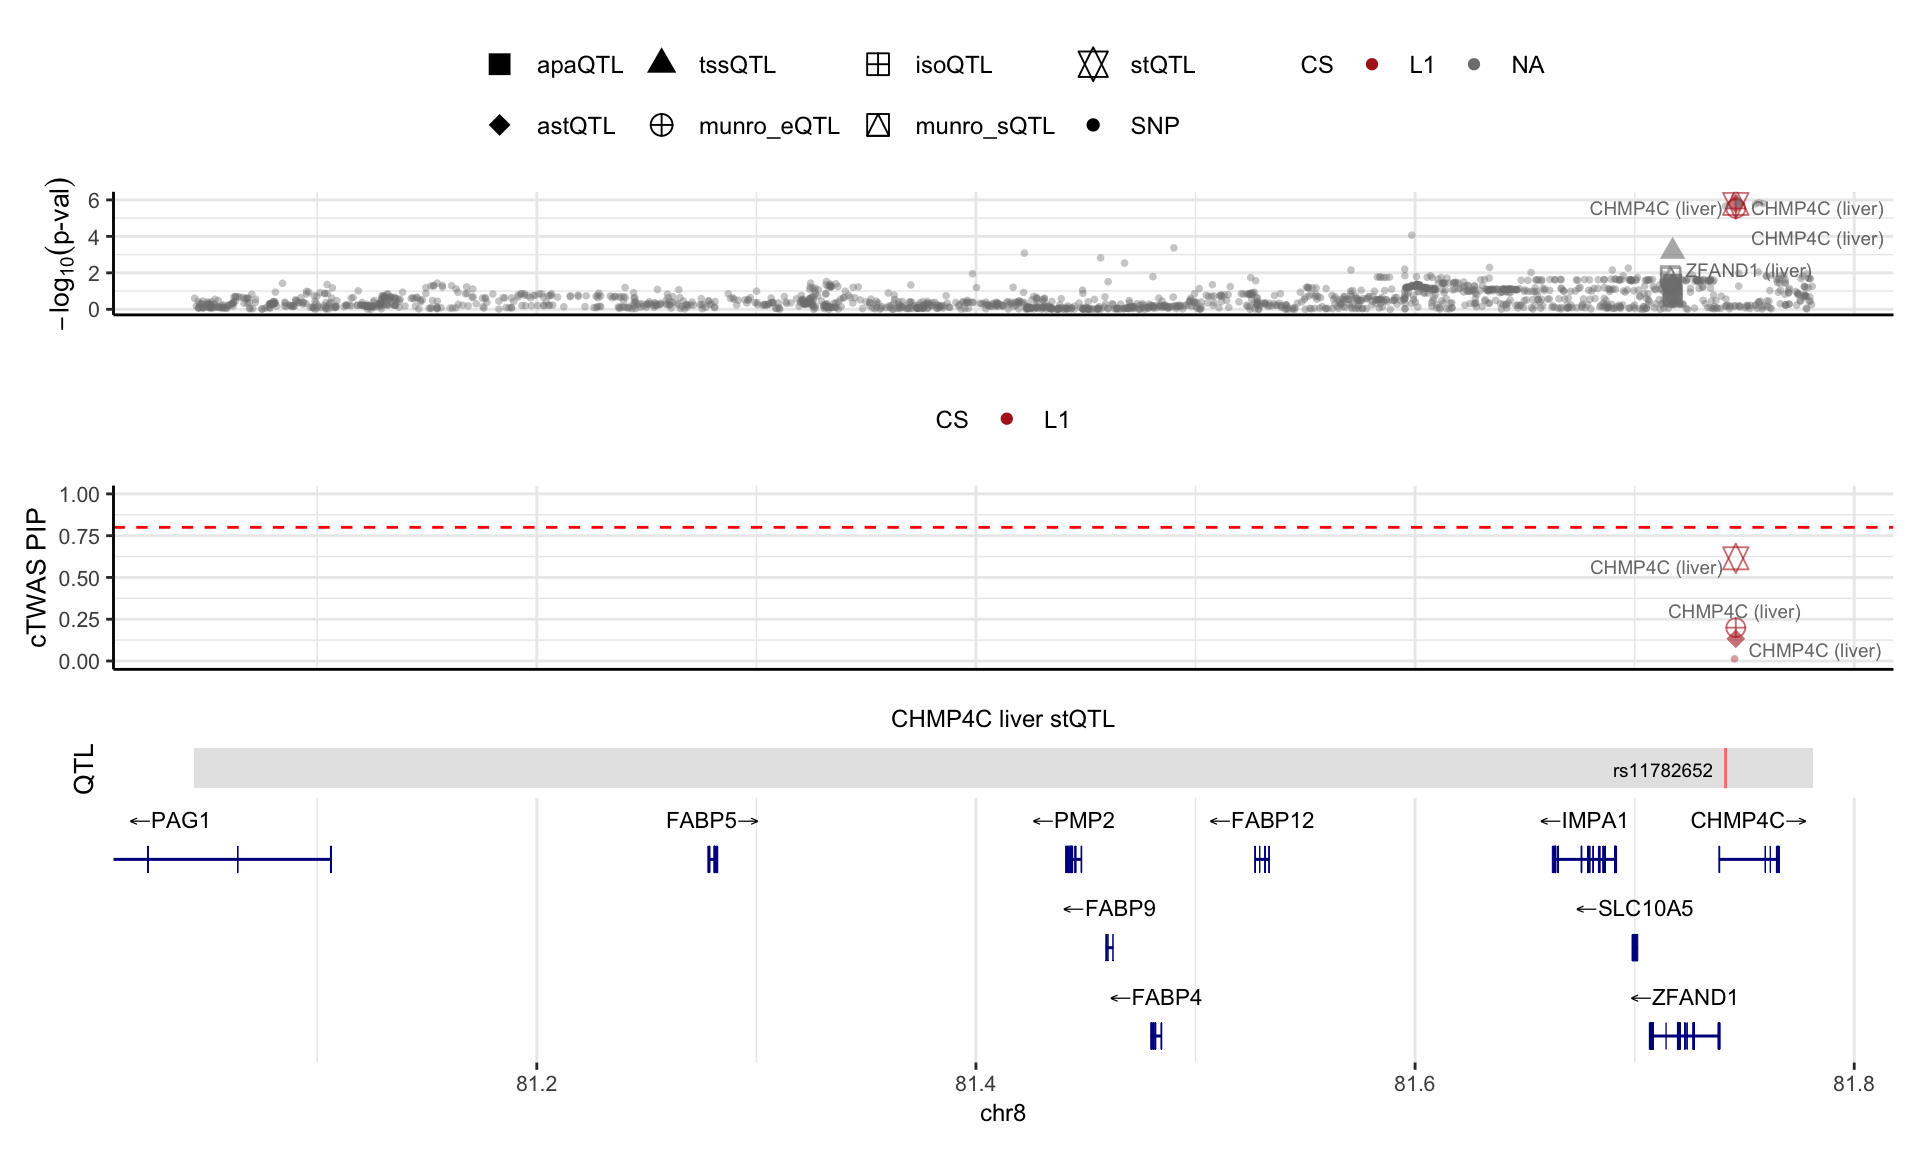 apaQTL tssQTL isoQTL stQTL CS L1 NA
astQTL munro_eQTL munro_sQTL SNP
−log10(p-val)
6
4
2
0
CHMP4C (liver) CHMP4C (liver)
CHMP4C (liver)
ZFAND1 (liver)
CS L1
cTWAS PIP
1.00
0.75
0.50
0.25
0.00
CHMP4C (liver)
CHMP4C (liver)
CHMP4C (liver)
CHMP4C liver stQTL
QTL
rs11782652
←PAG1 FABP5→ ←PMP2 ←FABP12 ←IMPA1 CHMP4C→
←FABP9 ←SLC10A5
←FABP4 ←ZFAND1
81.2 81.4 81.6 81.8
chr8